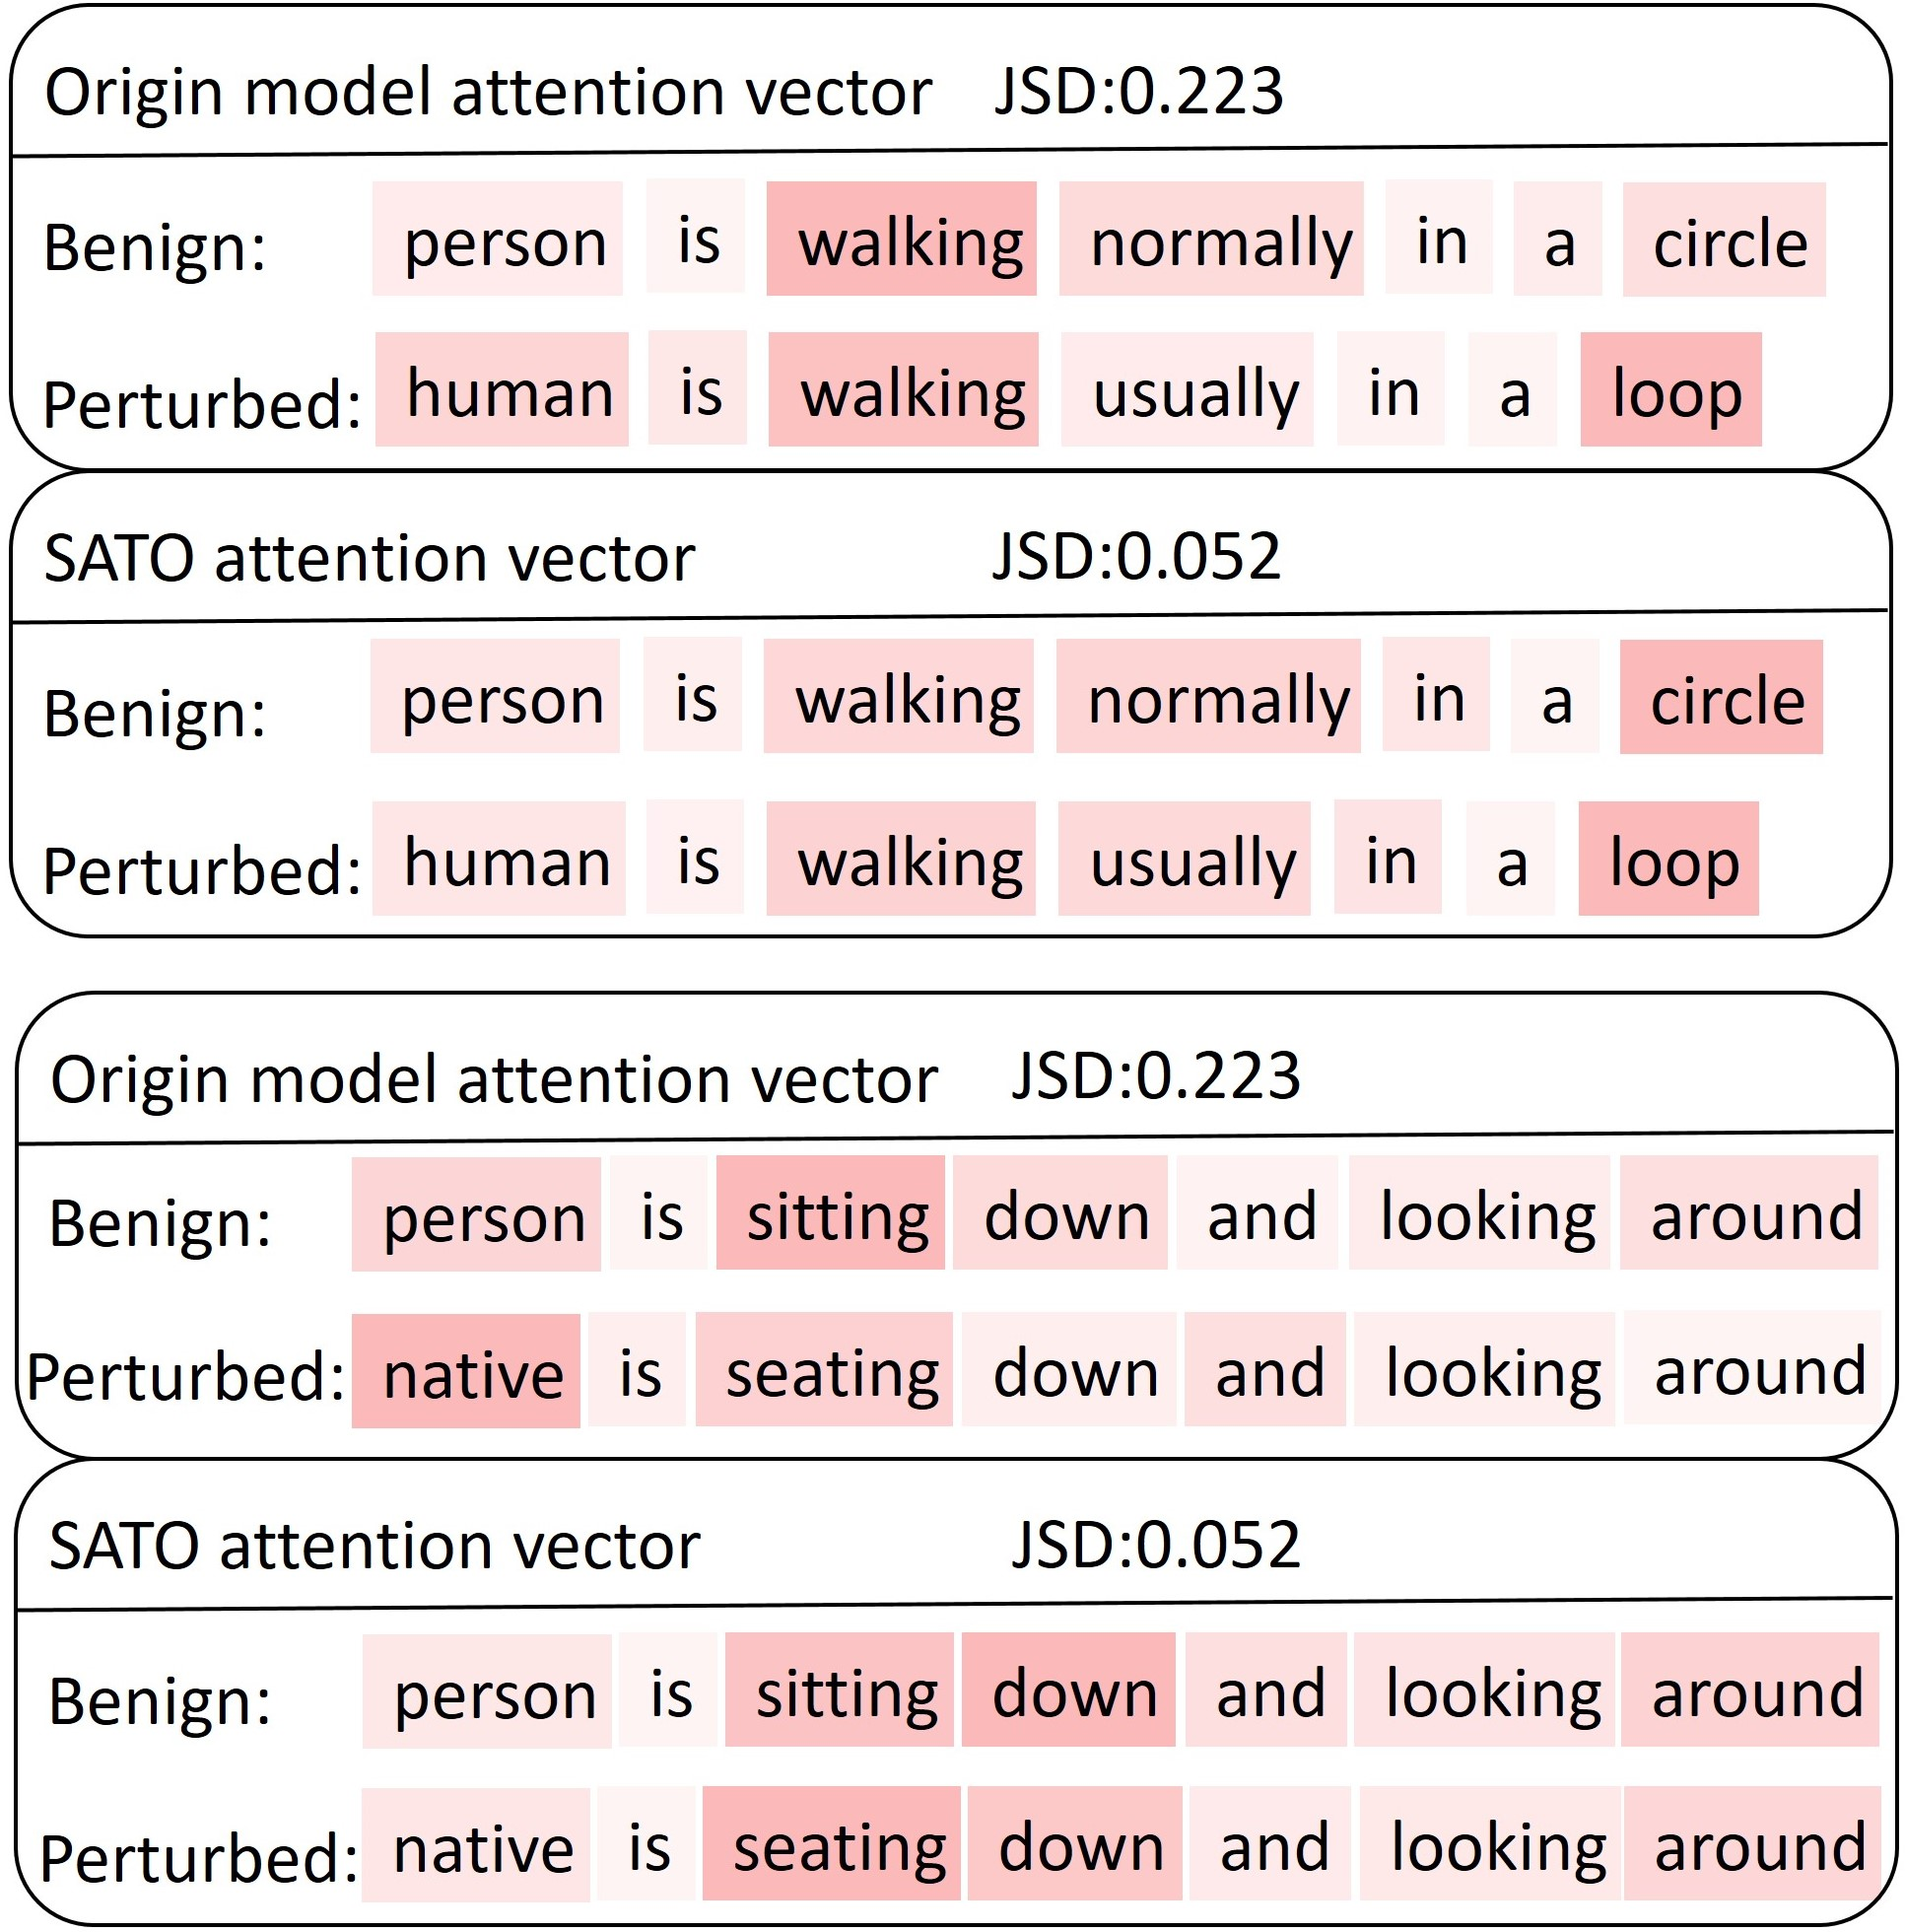 Origin model attention vector JSD:0.223
Benign: person is walking normally in a circle
Perturbed: human is walking usually in a loop
SATO attention vector JSD:0.052
Benign: person is walking normally in a circle
Perturbed: human is walking usually in a loop
Origin model attention vector JSD:0.223
Benign: person is sitting down and looking around
Perturbed: native is seating down and looking around
SATO attention vector JSD:0.052
Benign: person is sitting down and looking around
Perturbed: native is seating down and looking around